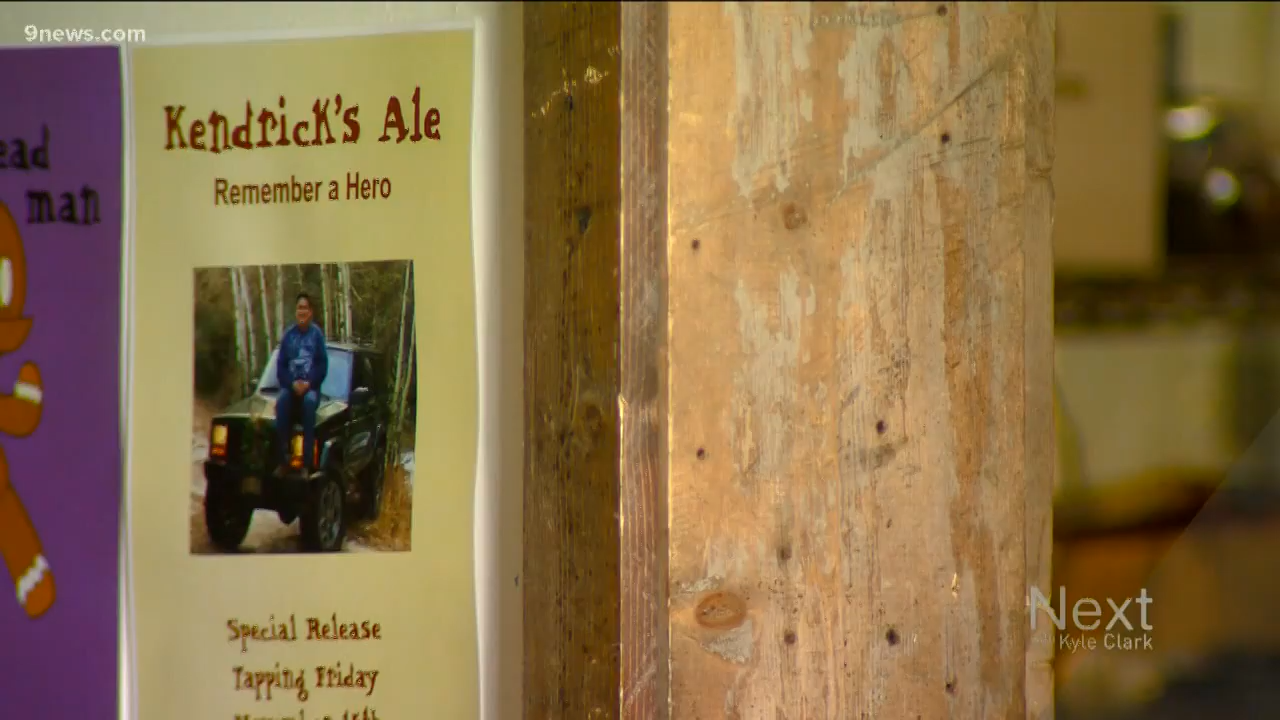 9news.com
ead
man
Kendrick's Ale
Remember a Hero
Special Release
Tapping Friday
Next
Kyle Clark